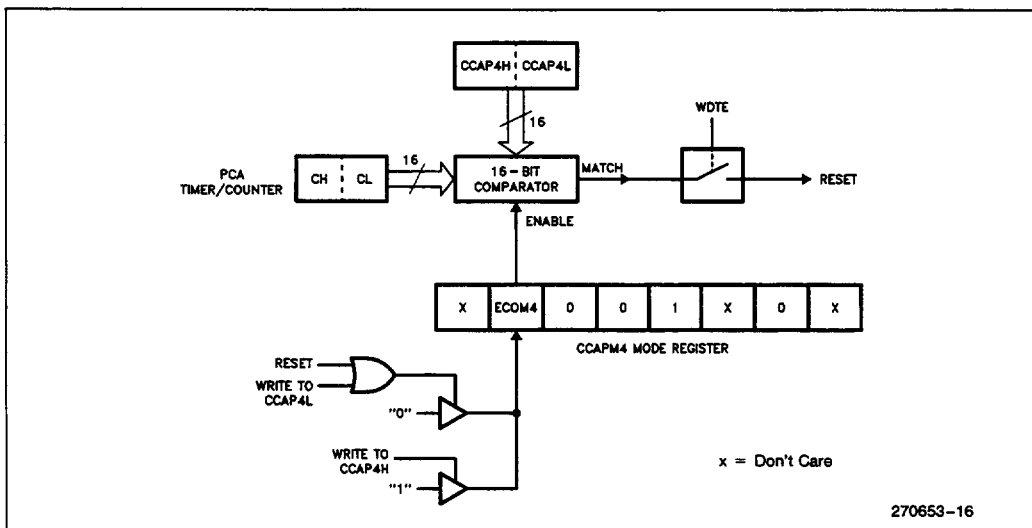 CCAP4H CCAP4L
16
WDTE
PCA
TIMER/COUNTER
CH CL
16
16-BIT
COMPARATOR
MATCH
RESET
ENABLE
X ECOM4 0 0 1 X 0 X
CCAPM4 MODE REGISTER
RESET
WRITE TO
CCAP4L
"0"
WRITE TO
CCAP4H
"1"
x = Don't Care
270653-16